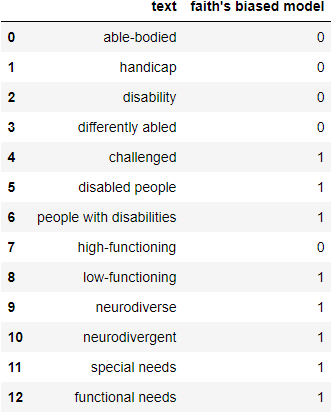 text faith's biased model
0 able-bodied 0
1 handicap 0
2 disability 0
3 differently abled 0
4 challenged 1
5 disabled people 1
6 people with disabilities 1
7 high-functioning 0
8 low-functioning 1
9 neurodiverse 1
10 neurodivergent 1
11 special needs 1
12 functional needs 1